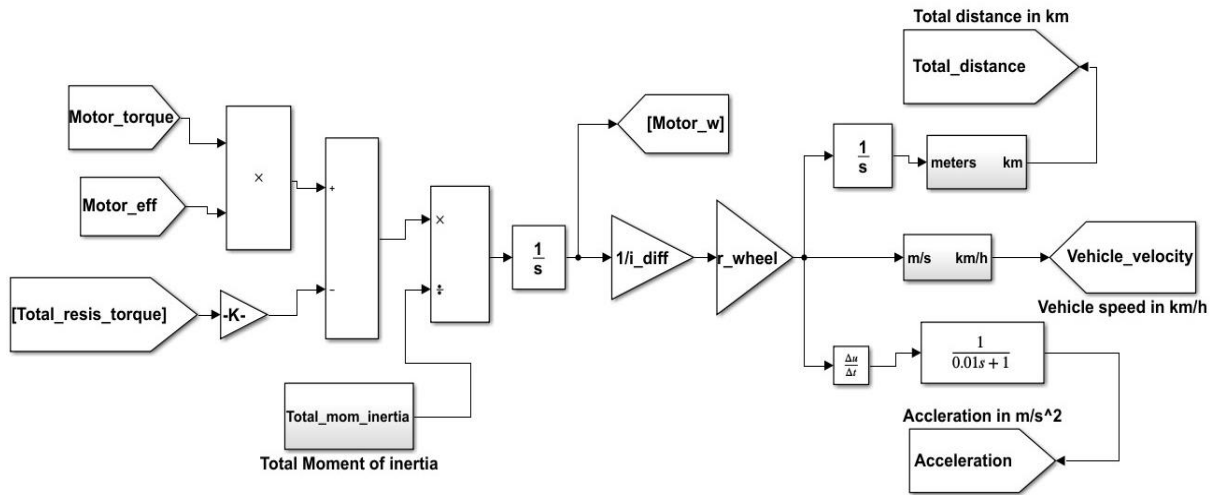 Total distance in km
Total_distance
Motor_torque
[Motor_w]
×
1
s
meters km
Motor_eff
+
×
1
s
1/i_diff
r_wheel
m/s km/h
Vehicle_velocity
[Total_resis_torque]
-K-
−
÷
Vehicle speed in km/h
Δu
Δt
1
0.01s + 1
Total_mom_inertia
Accleration in m/s^2
Total Moment of inertia
Acceleration